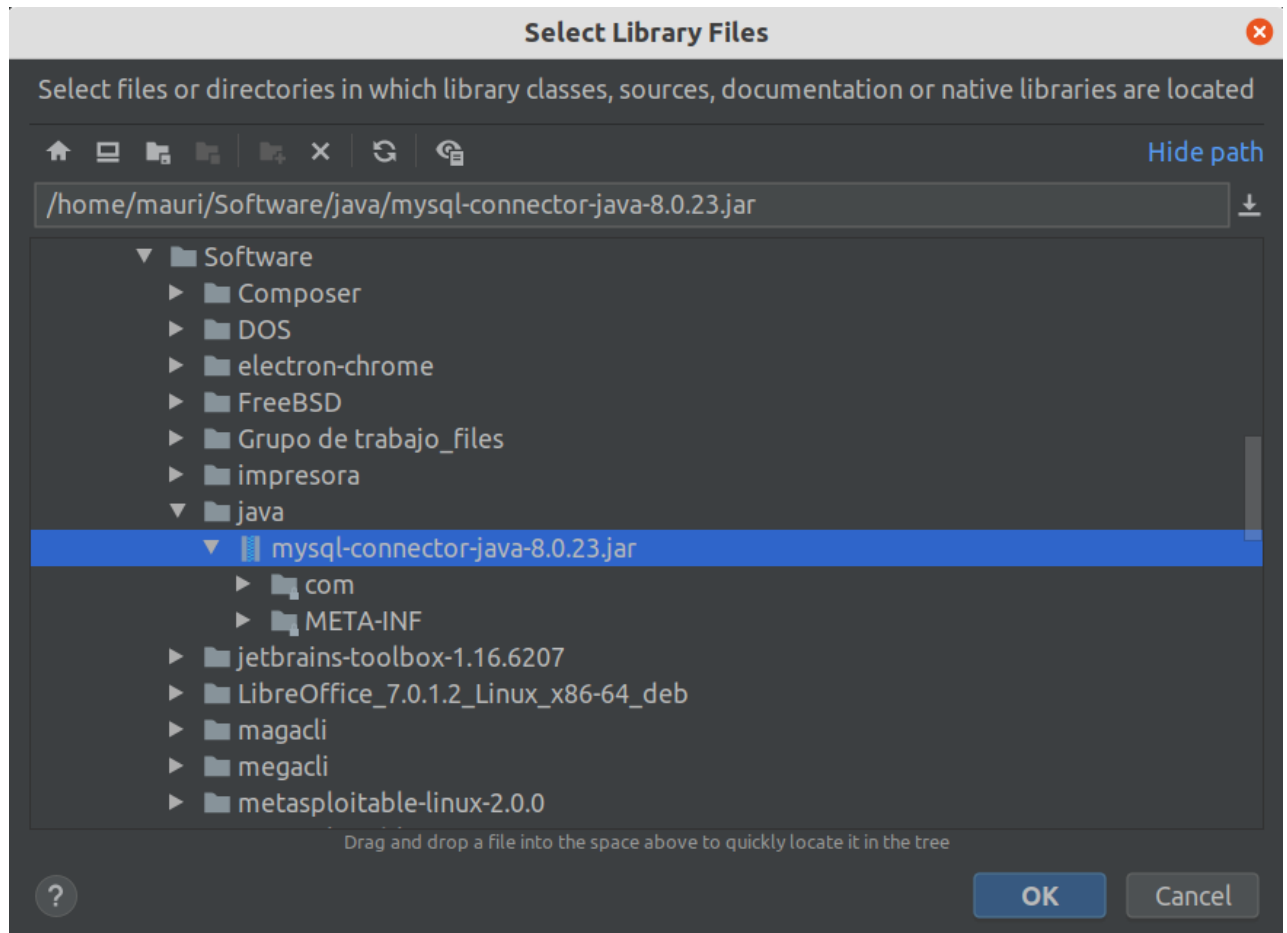 Select Library Files
Select files or directories in which library classes, sources, documentation or native libraries are located
Hide path
/home/mauri/Software/java/mysql-connector-java-8.0.23.jar
Software
Composer
DOS
electron-chrome
FreeBSD
Grupo de trabajo_files
impresora
java
mysql-connector-java-8.0.23.jar
com
META-INF
jetbrains-toolbox-1.16.6207
LibreOffice_7.0.1.2_Linux_x86-64_deb
magacli
megacli
metasploitable-linux-2.0.0
Drag and drop a file into the space above to quickly locate it in the tree
?
OK
Cancel